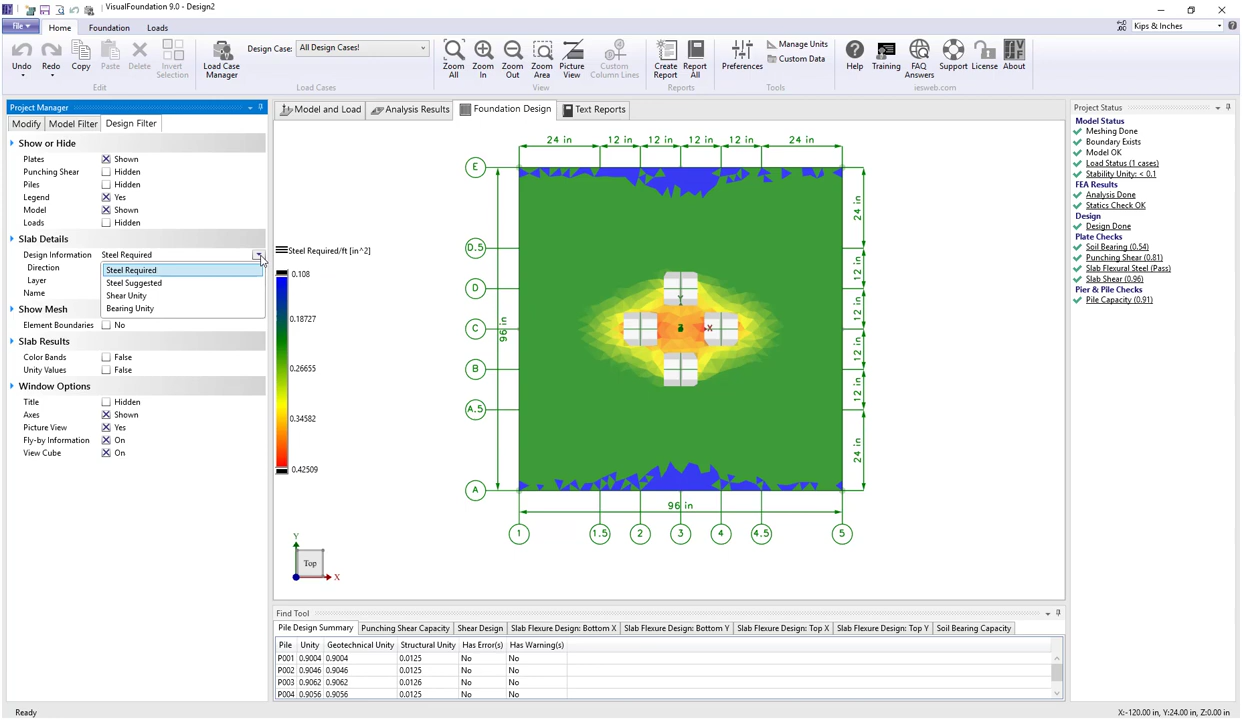 VisualFoundation 9.0 - Design2
File
Home
Foundation
Loads
Kips & Inches
Undo
Redo
Copy
Paste
Delete
Invert Selection
Edit
Load Case Manager
Design Case:
All Design Cases!
Load Cases
Zoom All
Zoom In
Zoom Out
Zoom Area
Picture View
Custom Column Lines
View
Create Report
Report All
Reports
Preferences
Manage Units
Custom Data
Tools
Help
Training
FAQ Answers
Support
License
About
iesweb.com
Project Manager
Modify
Model Filter
Design Filter
Show or Hide
Plates Shown
Punching Shear Hidden
Piles Hidden
Legend Yes
Model Shown
Loads Hidden
Slab Details
Design Information Steel Required
Direction
Layer
Name
Steel Required
Steel Suggested
Shear Unity
Bearing Unity
Show Mesh
Element Boundaries No
Slab Results
Color Bands False
Unity Values False
Window Options
Title Hidden
Axes Shown
Picture View Yes
Fly-by Information On
View Cube On
Model and Load
Analysis Results
Foundation Design
Text Reports
Steel Required/ft [in^2]
0.108
0.18727
0.26655
0.34582
0.42509
24 in 12 in 12 in 12 in 12 in 24 in
E
D.5
D
C
B
A.5
A
96 in
24 in
12 in
12 in
12 in
12 in
24 in
Y
X
96 in
1 1.5 2 3 4 4.5 5
Y
Top
X
Project Status
Model Status
Meshing Done
Boundary Exists
Model OK
Load Status (1 cases)
Stability Unity: < 0.1
FEA Results
Analysis Done
Statics Check OK
Design
Design Done
Plate Checks
Soil Bearing (0.54)
Punching Shear (0.81)
Slab Flexural Steel (Pass)
Slab Shear (0.96)
Pier & Pile Checks
Pile Capacity (0.91)
Find Tool
Pile Design Summary
Punching Shear Capacity
Shear Design
Slab Flexure Design: Bottom X
Slab Flexure Design: Bottom Y
Slab Flexure Design: Top X
Slab Flexure Design: Top Y
Soil Bearing Capacity
Pile Unity Geotechnical Unity Structural Unity Has Error(s) Has Warning(s)
P001 0.9004 0.9004 0.0125 No No
P002 0.9046 0.9046 0.0125 No No
P003 0.9062 0.9062 0.0126 No No
P004 0.9056 0.9056 0.0125 No No
Ready
X:-120.00 in, Y:24.00 in, Z:0.00 in